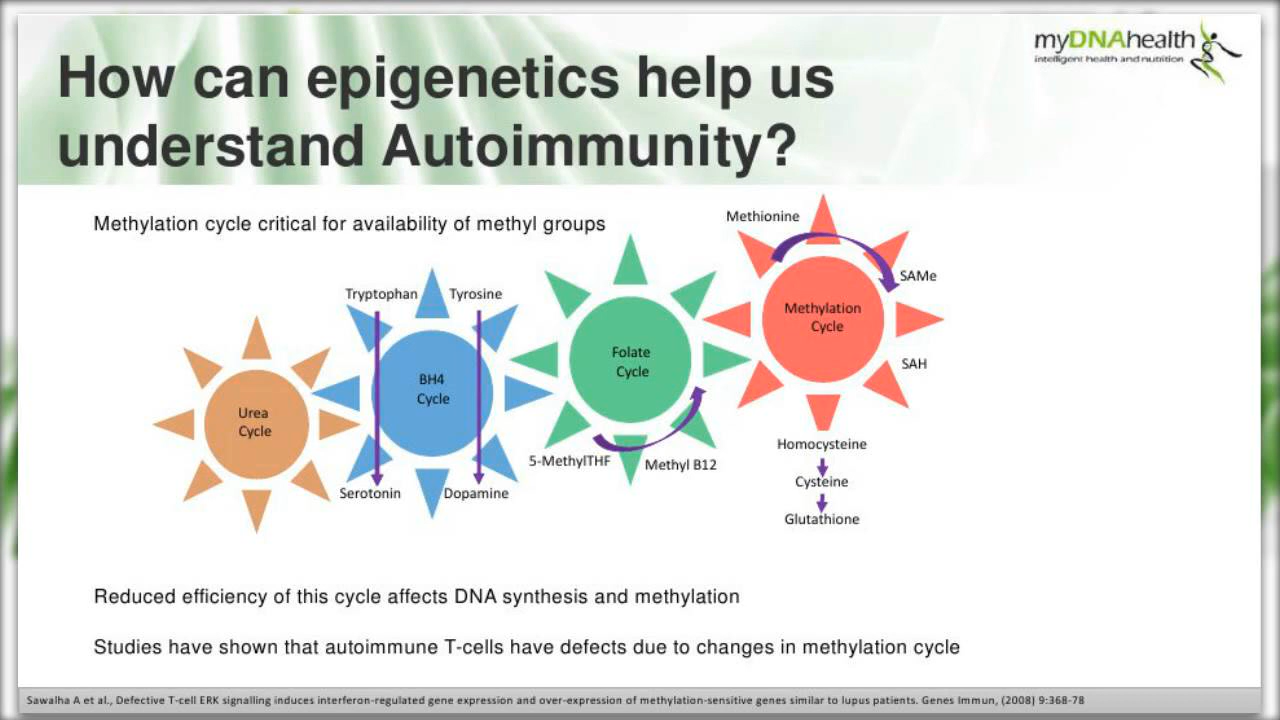 myDNAhealth
intelligent health and nutrition
How can epigenetics help us
understand Autoimmunity?
Methylation cycle critical for availability of methyl groups
Methionine
SAMe
Methylation
Cycle
SAH
Tryptophan
Tyrosine
Folate
Cycle
BH4
Cycle
Urea
Cycle
5-MethylTHF
Methyl B12
Homocysteine
Cysteine
Glutathione
Serotonin
Dopamine
Reduced efficiency of this cycle affects DNA synthesis and methylation
Studies have shown that autoimmune T-cells have defects due to changes in methylation cycle
Sawalha A et al., Defective T-cell ERK signalling induces interferon-regulated gene expression and over-expression of methylation-sensitive genes similar to lupus patients. Genes Immun, (2008) 9:368-78